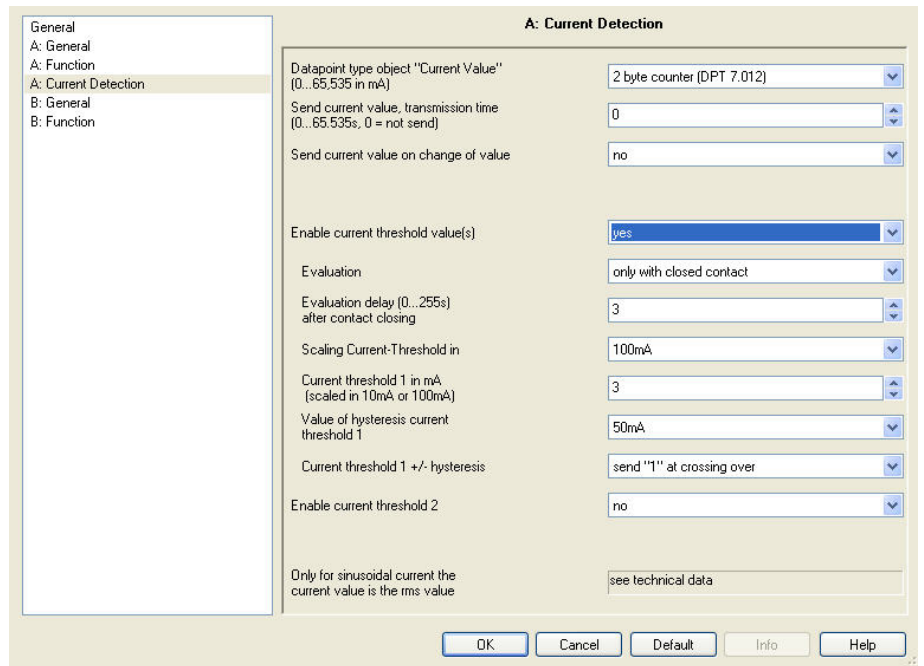 General
A: General
A: Function
A: Current Detection
B: General
B: Function
A: Current Detection
Datapoint type object "Current Value"
(0...65,535 in mA)
2 byte counter (DPT 7.012)
Send current value, transmission time
(0...65.535s, 0 = not send)
0
Send current value on change of value
no
Enable current threshold value(s)
yes
Evaluation
only with closed contact
Evaluation delay (0...255s)
after contact closing
3
Scaling Current-Threshold in
100mA
Current threshold 1 in mA
(scaled in 10mA or 100mA)
3
Value of hysteresis current
threshold 1
50mA
Current threshold 1 +/- hysteresis
send "1" at crossing over
Enable current threshold 2
no
Only for sinusoidal current the
current value is the rms value
see technical data
OK
Cancel
Default
Info
Help